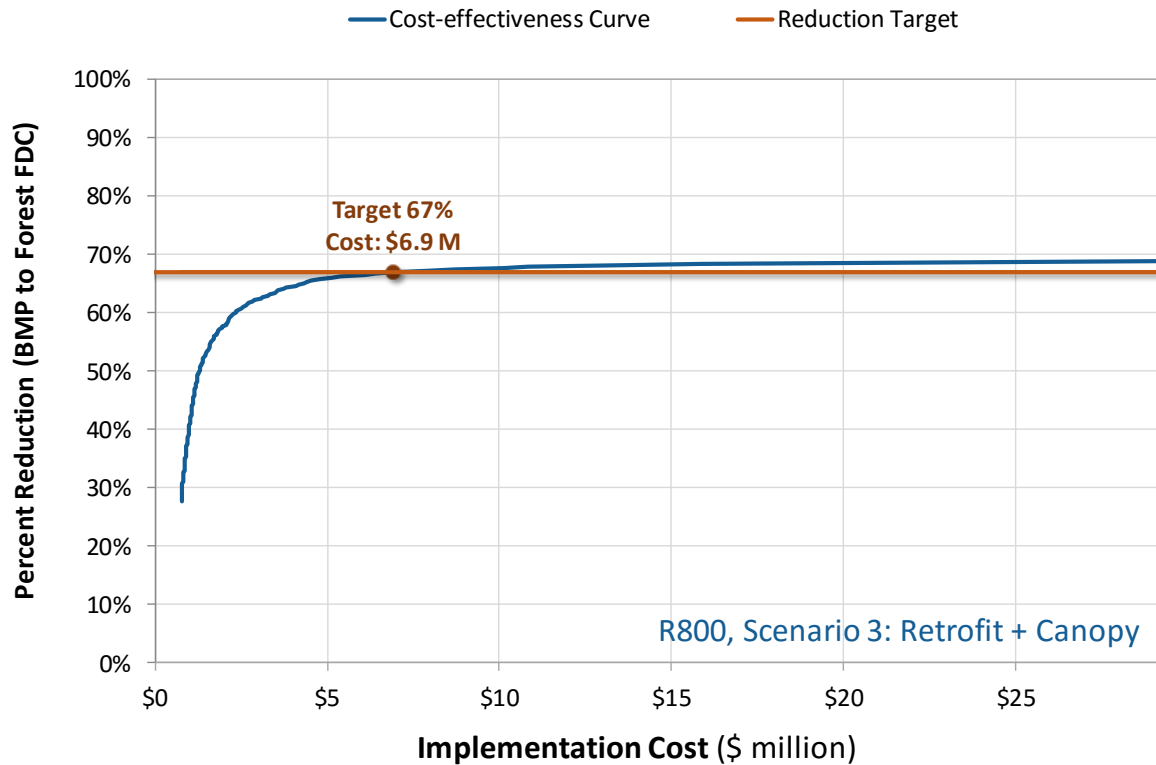 Cost-effectiveness Curve
Reduction Target
Percent Reduction (BMP to Forest FDC)
100%
90%
80%
70%
60%
50%
40%
30%
20%
10%
0%
Target 67%
Cost: $6.9 M
R800, Scenario 3: Retrofit + Canopy
$0
$5
$10
$15
$20
$25
Implementation Cost ($ million)